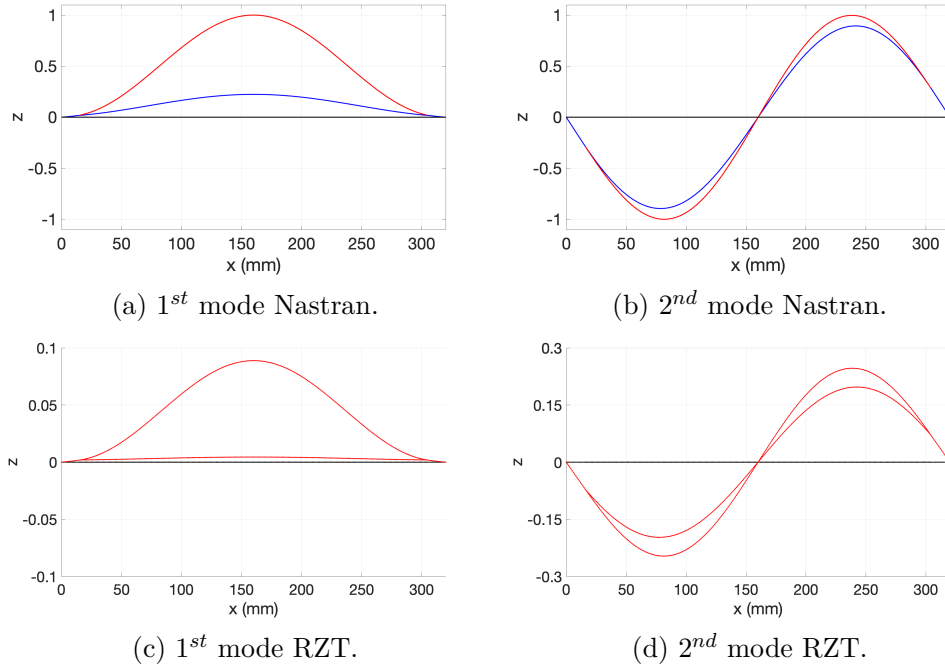 1
0.5
0
-0.5
-1
z
0 50 100 150 200 250 300
x (mm)
(a) 1st mode Nastran.
1
0.5
0
-0.5
-1
z
0 50 100 150 200 250 300
x (mm)
(b) 2nd mode Nastran.
0.1
0.05
0
-0.05
-0.1
z
0 50 100 150 200 250 300
x (mm)
(c) 1st mode RZT.
0.3
0.15
0
-0.15
-0.3
z
0 50 100 150 200 250 300
x (mm)
(d) 2nd mode RZT.